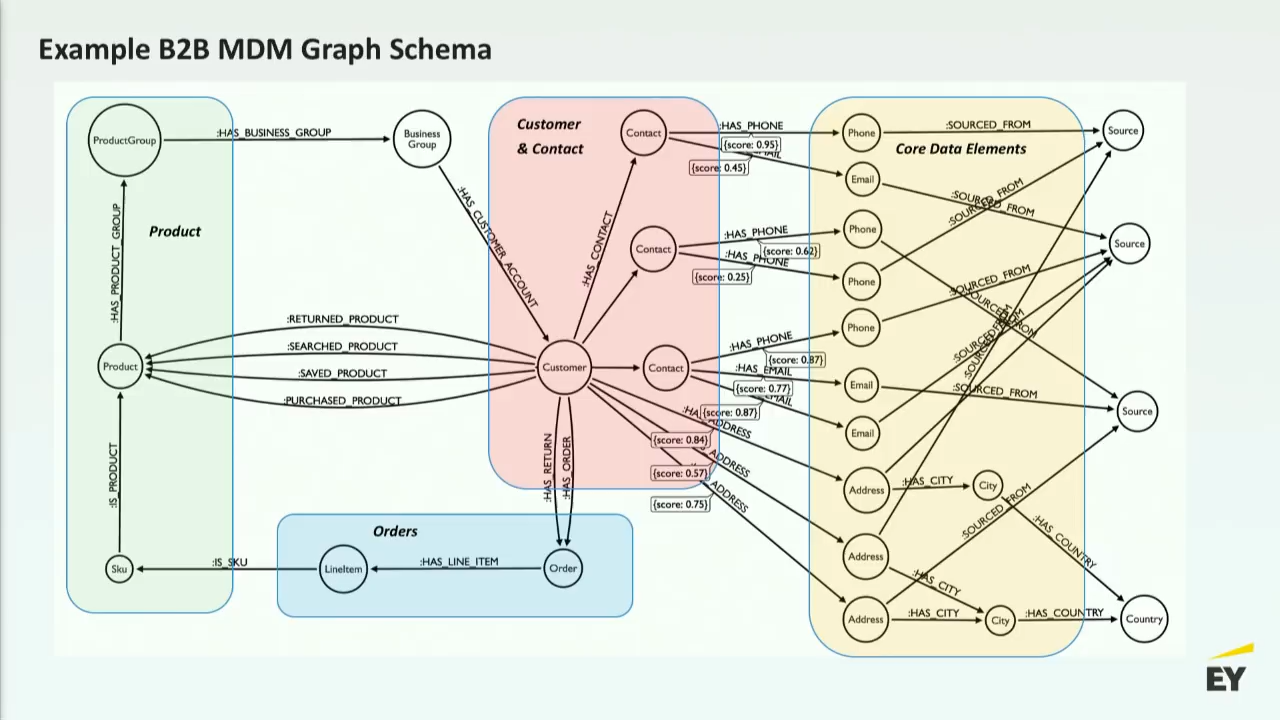 Example B2B MDM Graph Schema
ProductGroup
:HAS_BUSINESS_GROUP
Business
Group
Customer
& Contact
Contact
:HAS_PHONE
{score: 0.95}
{score: 0.45}
Phone
:SOURCED_FROM
Source
Core Data Elements
Email
:SOURCED_FROM
:SOURCED_FROM
:HAS_PRODUCT_GROUP
Product
:HAS_CUSTOMER_ACCOUNT
:HAS_CONTACT
Contact
:HAS_PHONE
{score: 0.62}
:HAS_PHONE
{score: 0.25}
Phone
Phone
Source
:SOURCED_FROM
:SOURCED_FROM
:RETURNED_PRODUCT
:SEARCHED_PRODUCT
:SAVED_PRODUCT
:PURCHASED_PRODUCT
Product
Customer
Contact
:HAS_PHONE
{score: 0.87}
:HAS_EMAIL
{score: 0.77}
{score: 0.87}
Phone
Email
Email
:SOURCED_FROM
Source
{score: 0.84}
ADDRESS
{score: 0.57}
ADDRESS
{score: 0.75}
ADDRESS
:HAS_RETURN
:HAS_ORDER
:IS_PRODUCT
Address
:HAS_CITY
City
:SOURCED_FROM
:HAS_COUNTRY
Orders
Sku
:IS_SKU
LineItem
:HAS_LINE_ITEM
Order
Address
:HAS_CITY
Address
:HAS_CITY
City
:HAS_COUNTRY
Country
EY